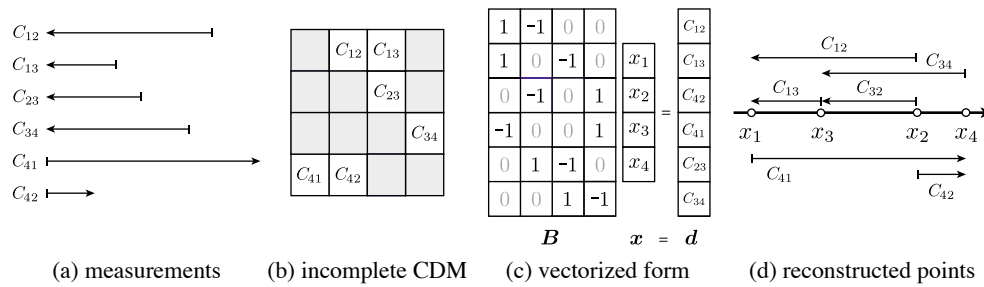 C12
C13
C23
C34
C41
C42
(a) measurements
C12 C13
C23
C34
C41 C42
(b) incomplete CDM
1 -1 0 0
1 0 -1 0
0 -1 0 1
-1 0 0 1
0 1 -1 0
0 0 1 -1
x1
x2
x3
x4
=
C12
C13
C42
C41
C23
C34
B x = d
(c) vectorized form
C12
C34
C13 C32
x1 x3 x2 x4
C41
C42
(d) reconstructed points